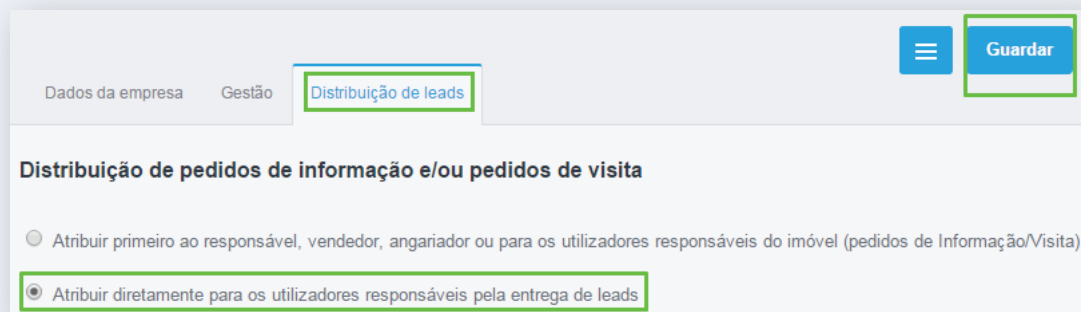 Guardar
Dados da empresa Gestão Distribuição de leads
Distribuição de pedidos de informação e/ou pedidos de visita
Atribuir primeiro ao responsável, vendedor, angariador ou para os utilizadores responsáveis do imóvel (pedidos de Informação/Visita)
Atribuir diretamente para os utilizadores responsáveis pela entrega de leads